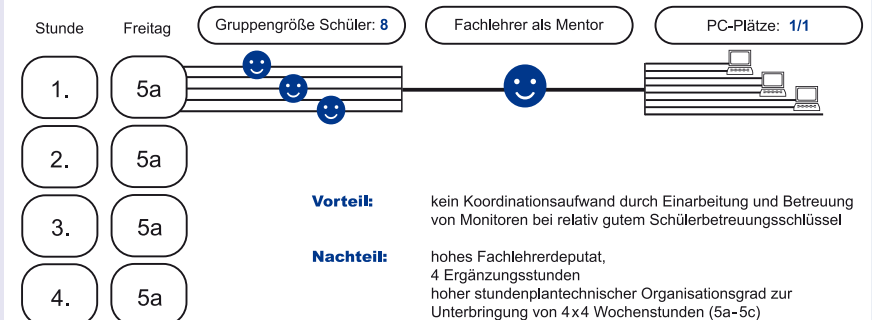 Stunde Freitag Gruppengröße Schüler: 8 Fachlehrer als Mentor PC-Plätze: 1/1
1. 5a
2. 5a
3. 5a
4. 5a
Vorteil: kein Koordinationsaufwand durch Einarbeitung und Betreuung
von Monitoren bei relativ gutem Schülerbetreuungsschlüssel
Nachteil: hohes Fachlehrerdeputat,
4 Ergänzungsstunden
hoher stundenplantechnischer Organisationsgrad zur
Unterbringung von 4x4 Wochenstunden (5a-5c)